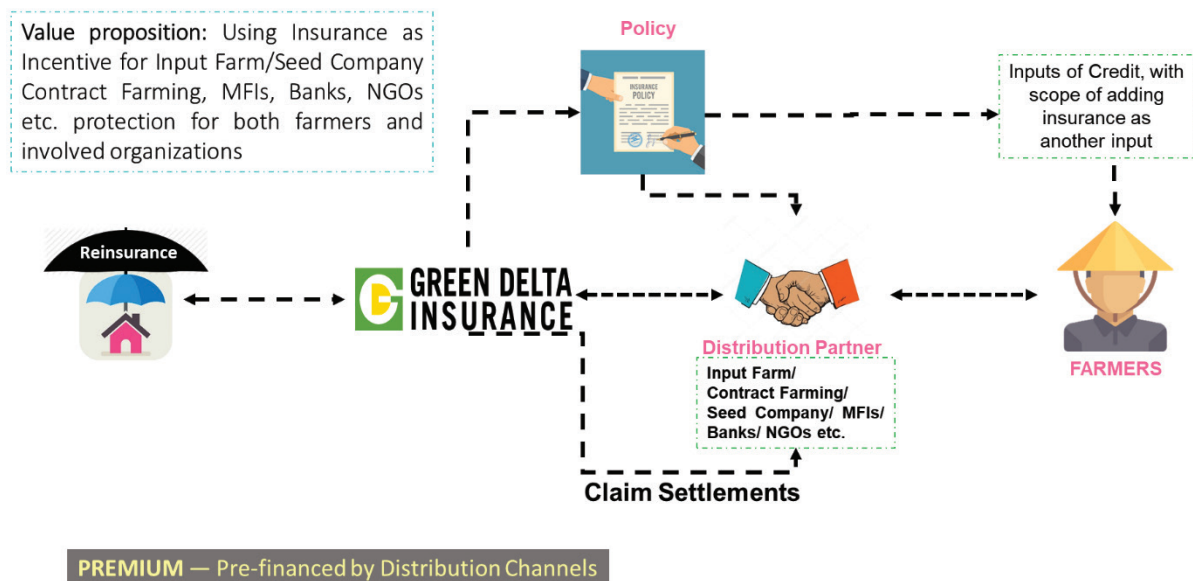 Value proposition: Using Insurance as
Incentive for Input Farm/Seed Company
Contract Farming, MFIs, Banks, NGOs
etc. protection for both farmers and
involved organizations
Policy
INSURANCE
POLICY
Inputs of Credit, with
scope of adding
insurance as
another input
Reinsurance
GREEN DELTA
INSURANCE
Distribution Partner
Input Farm/
Contract Farming/
Seed Company/ MFIs/
Banks/ NGOs etc.
FARMERS
Claim Settlements
PREMIUM — Pre-financed by Distribution Channels